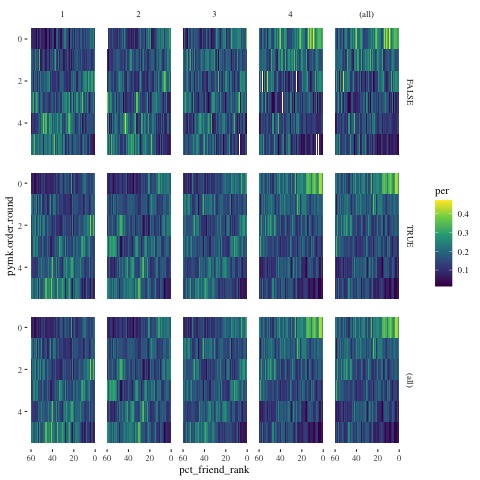 1 2 3 4 (all)
0
2
4
FALSE
0
2
4
TRUE
0
2
4
(all)
60 40 20 0 60 40 20 0 60 40 20 0 60 40 20 0 60 40 20 0
pct_friend_rank
pymk.order.round
per
0.4
0.3
0.2
0.1